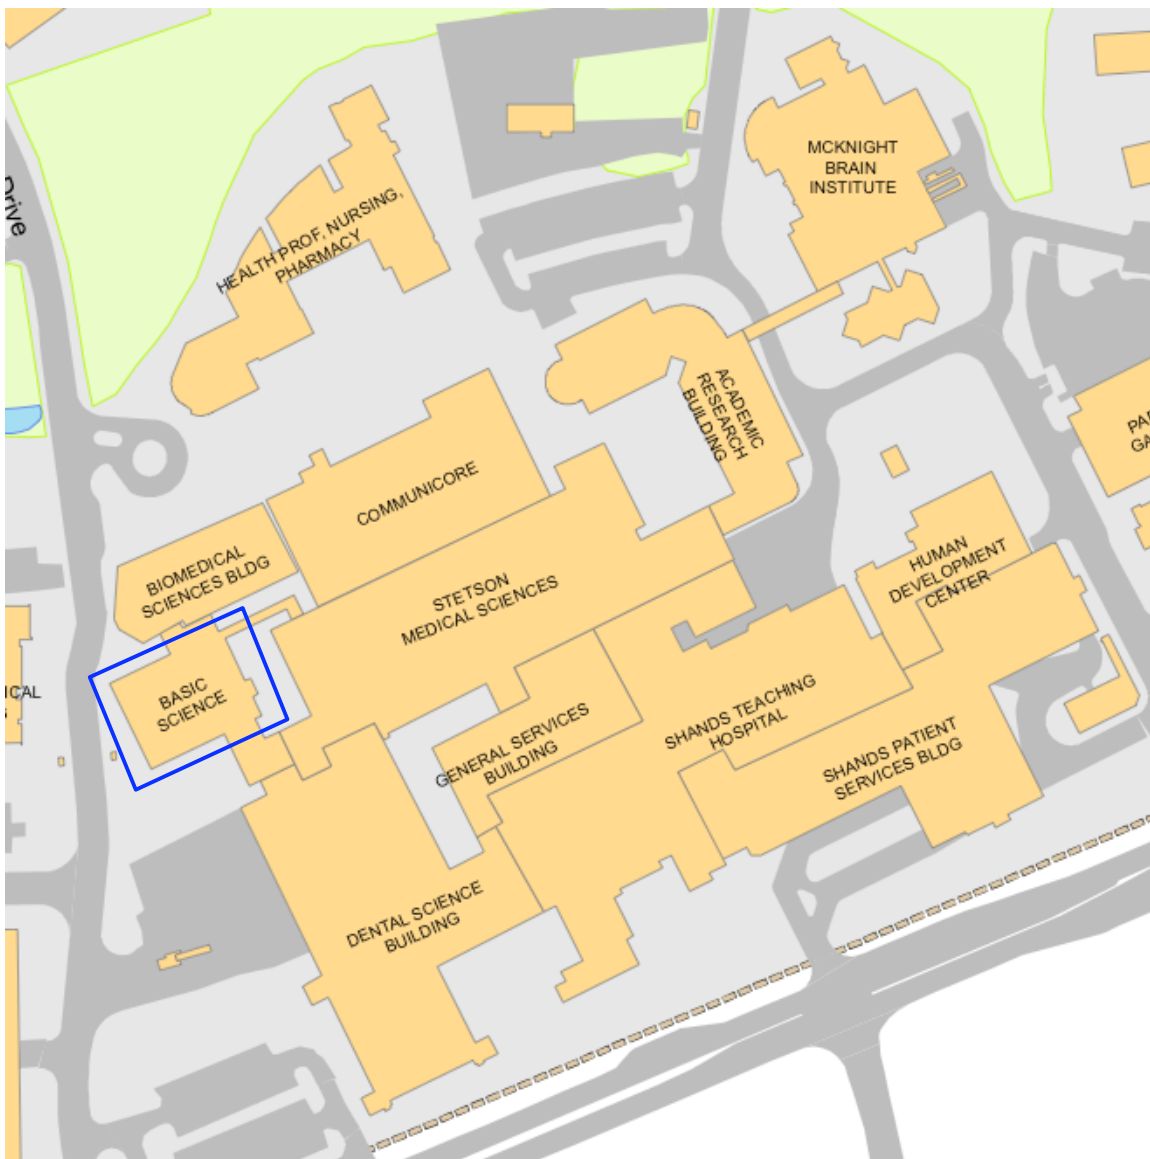 Drive
MCKNIGHT
BRAIN
INSTITUTE
HEALTH PROF, NURSING,
PHARMACY
ACADEMIC
RESEARCH
BUILDING
COMMUNICORE
BIOMEDICAL
SCIENCES BLDG
STETSON
MEDICAL SCIENCES
HUMAN
DEVELOPMENT
CENTER
BASIC
SCIENCE
GENERAL SERVICES
BUILDING
SHANDS TEACHING
HOSPITAL
SHANDS PATIENT
SERVICES BLDG
DENTAL SCIENCE
BUILDING